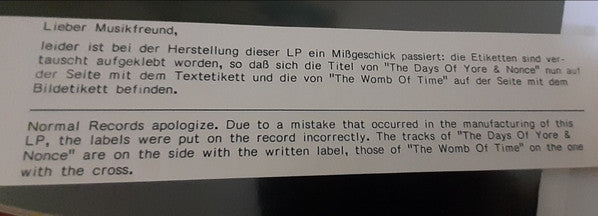 Lieber Musikfreund,
leider ist bei der Herstellung dieser LP ein Mißgeschick passiert: die Etiketten sind ver-
tauscht aufgeklebt worden, so daß sich die Titel von "The Days Of Yore & Nonce" nun auf
der Seite mit dem Textetikett und die von "The Womb Of Time" auf der Seite mit dem
Bildetikett befinden.
Normal Records apologize. Due to a mistake that occurred in the manufacturing of this
LP, the labels were put on the record incorrectly. The tracks of "The Days Of Yore &
Nonce" are on the side with the written label, those of "The Womb Of Time" on the one
with the cross.